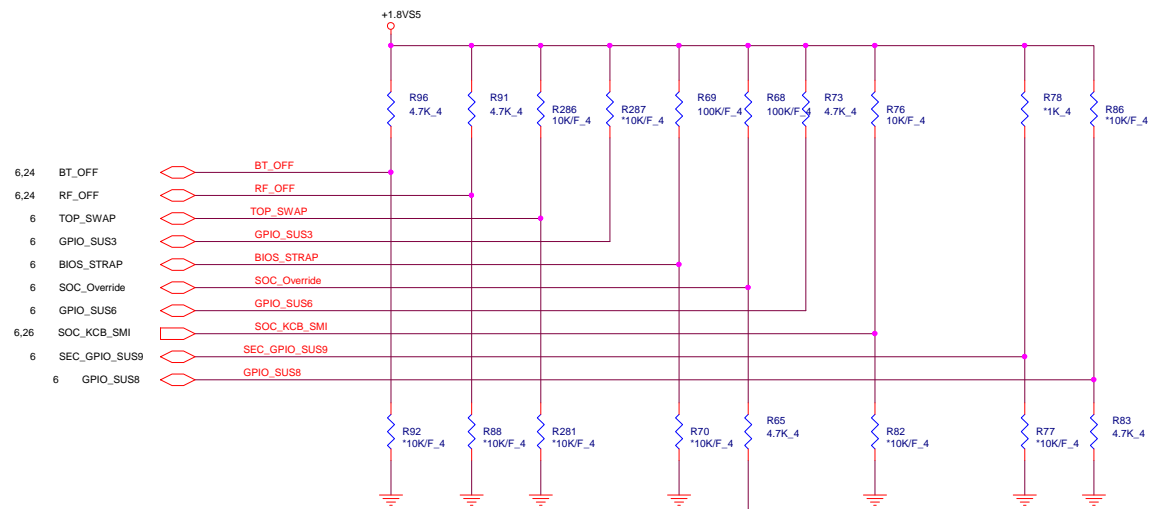 +1.8VS5
R96 4.7K_4
R91 4.7K_4
R286 10K/F_4
R287 *10K/F_4
R69 100K/F_4
R68 100K/F_4
R73 4.7K_4
R76 10K/F_4
R78 *1K_4
R86 *10K/F_4
6,24 BT_OFF BT_OFF
6,24 RF_OFF RF_OFF
6 TOP_SWAP TOP_SWAP
6 GPIO_SUS3 GPIO_SUS3
6 BIOS_STRAP BIOS_STRAP
6 SOC_Override SOC_Override
6 GPIO_SUS6 GPIO_SUS6
6,26 SOC_KCB_SMI SOC_KCB_SMI
6 SEC_GPIO_SUS9 SEC_GPIO_SUS9
6 GPIO_SUS8 GPIO_SUS8
R92 *10K/F_4
R88 *10K/F_4
R281 *10K/F_4
R70 *10K/F_4
R65 4.7K_4
R82 *10K/F_4
R77 *10K/F_4
R83 4.7K_4